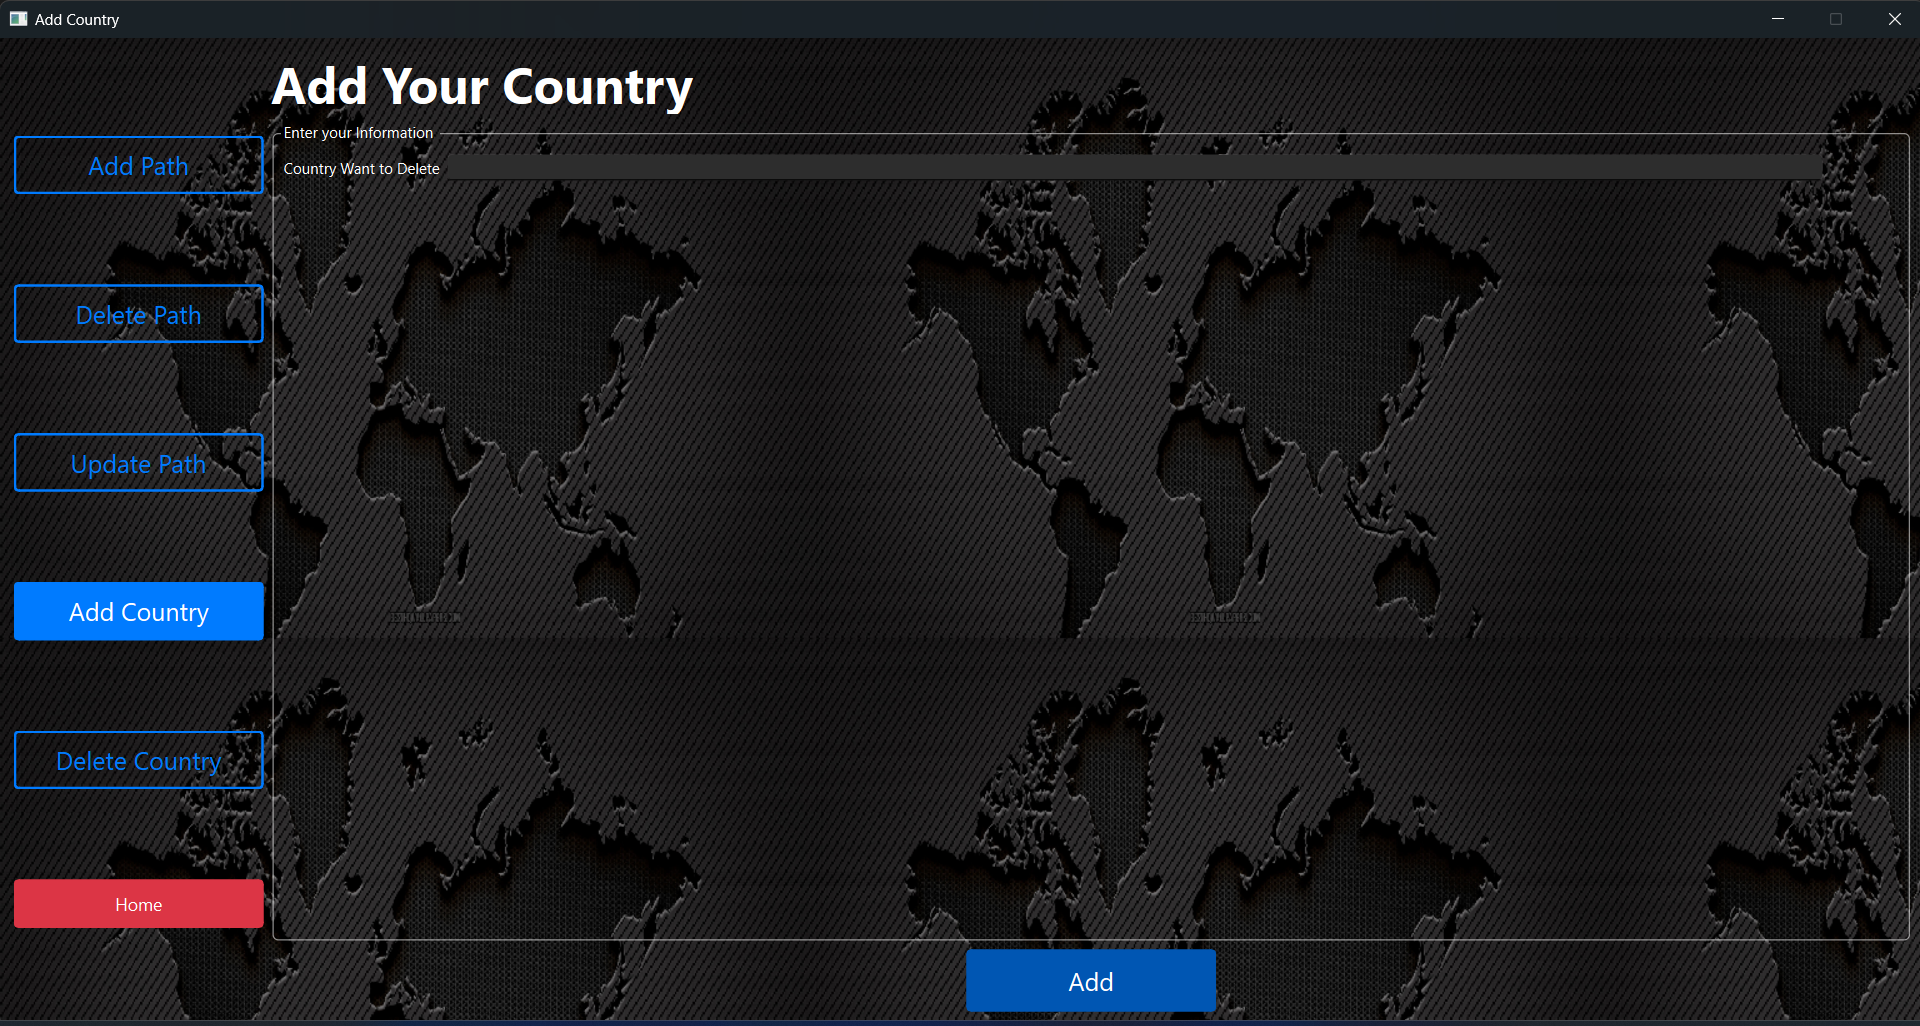 Add Country
Add Your Country
Enter your Information
Country Want to Delete
Add Path
Delete Path
Update Path
Add Country
Delete Country
Home
Add